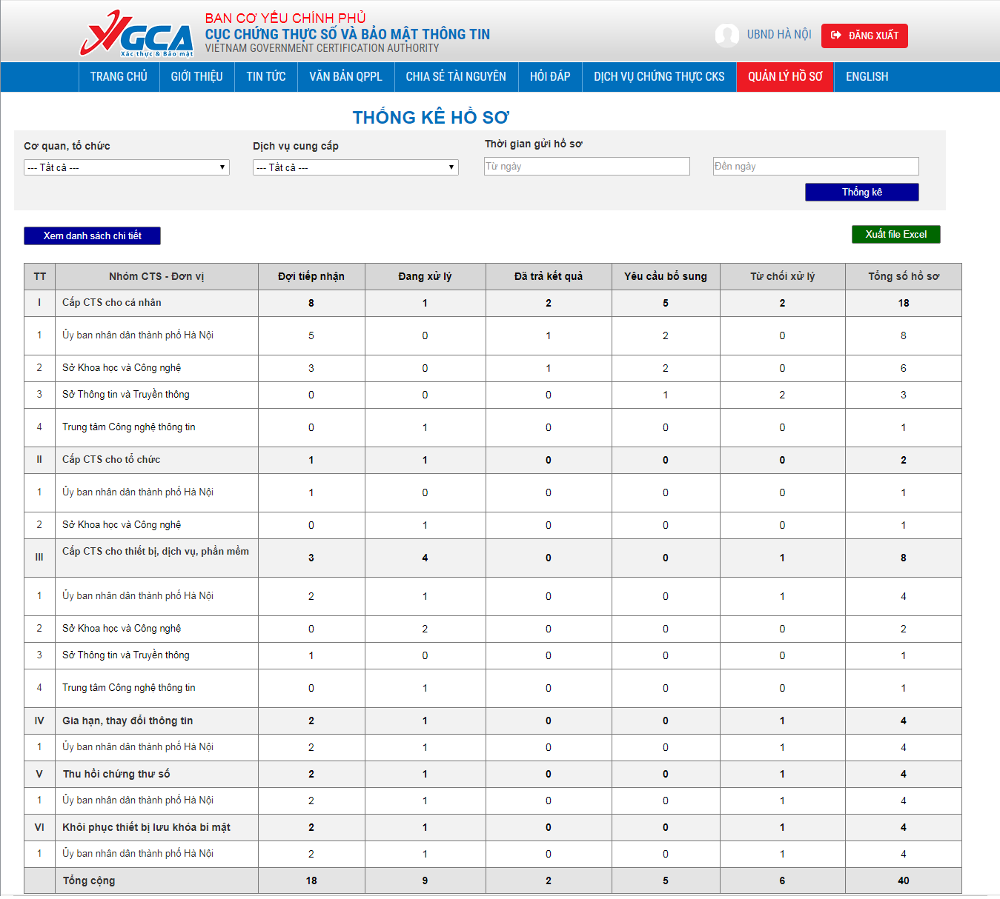 BAN CƠ YẾU CHÍNH PHỦ
CỤC CHỨNG THỰC SỐ VÀ BẢO MẬT THÔNG TIN
VIETNAM GOVERNMENT CERTIFICATION AUTHORITY
VGCA
Xác thực & Bảo mật
UBND HÀ NỘI
ĐĂNG XUẤT
TRANG CHỦ GIỚI THIỆU TIN TỨC VĂN BẢN QPPL CHIA SẺ TÀI NGUYÊN HỎI ĐÁP DỊCH VỤ CHỨNG THỰC CKS QUẢN LÝ HỒ SƠ ENGLISH
THỐNG KÊ HỒ SƠ
Cơ quan, tổ chức Dịch vụ cung cấp Thời gian gửi hồ sơ
--- Tất cả --- --- Tất cả --- Từ ngày Đến ngày
Thống kê
Xem danh sách chi tiết Xuất file Excel
TT Nhóm CTS - Đơn vị Đợi tiếp nhận Đang xử lý Đã trả kết quả Yêu cầu bổ sung Từ chối xử lý Tổng số hồ sơ
I Cấp CTS cho cá nhân 8 1 2 5 2 18
1 Ủy ban nhân dân thành phố Hà Nội 5 0 1 2 0 8
2 Sở Khoa học và Công nghệ 3 0 1 2 0 6
3 Sở Thông tin và Truyền thông 0 0 0 1 2 3
4 Trung tâm Công nghệ thông tin 0 1 0 0 0 1
II Cấp CTS cho tổ chức 1 1 0 0 0 2
1 Ủy ban nhân dân thành phố Hà Nội 1 0 0 0 0 1
2 Sở Khoa học và Công nghệ 0 1 0 0 0 1
III Cấp CTS cho thiết bị, dịch vụ, phần mềm 3 4 0 0 1 8
1 Ủy ban nhân dân thành phố Hà Nội 2 1 0 0 1 4
2 Sở Khoa học và Công nghệ 0 2 0 0 0 2
3 Sở Thông tin và Truyền thông 1 0 0 0 0 1
4 Trung tâm Công nghệ thông tin 0 1 0 0 0 1
IV Gia hạn, thay đổi thông tin 2 1 0 0 1 4
1 Ủy ban nhân dân thành phố Hà Nội 2 1 0 0 1 4
V Thu hồi chứng thư số 2 1 0 0 1 4
1 Ủy ban nhân dân thành phố Hà Nội 2 1 0 0 1 4
VI Khôi phục thiết bị lưu khóa bí mật 2 1 0 0 1 4
1 Ủy ban nhân dân thành phố Hà Nội 2 1 0 0 1 4
Tổng cộng 18 9 2 5 6 40